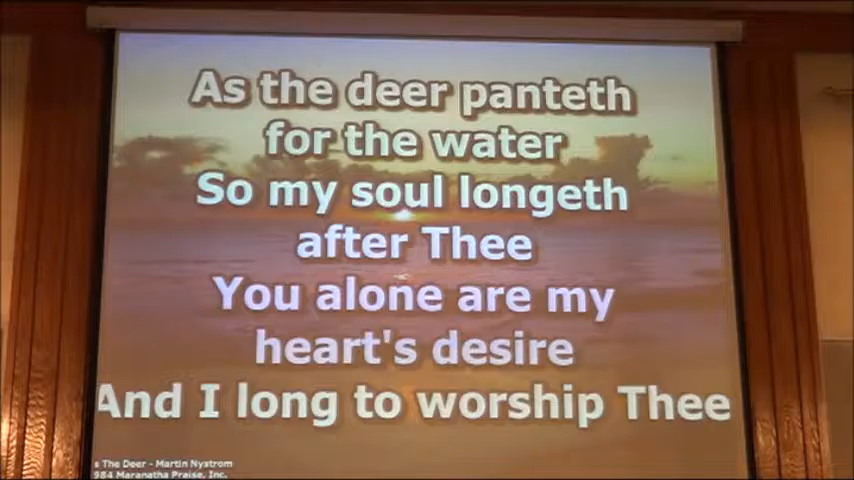 As the deer panteth
for the water
So my soul longeth
after Thee
You alone are my
heart's desire
And I long to worship Thee
s The Deer - Martin Nystrom
984 Maranatha Praise, Inc.